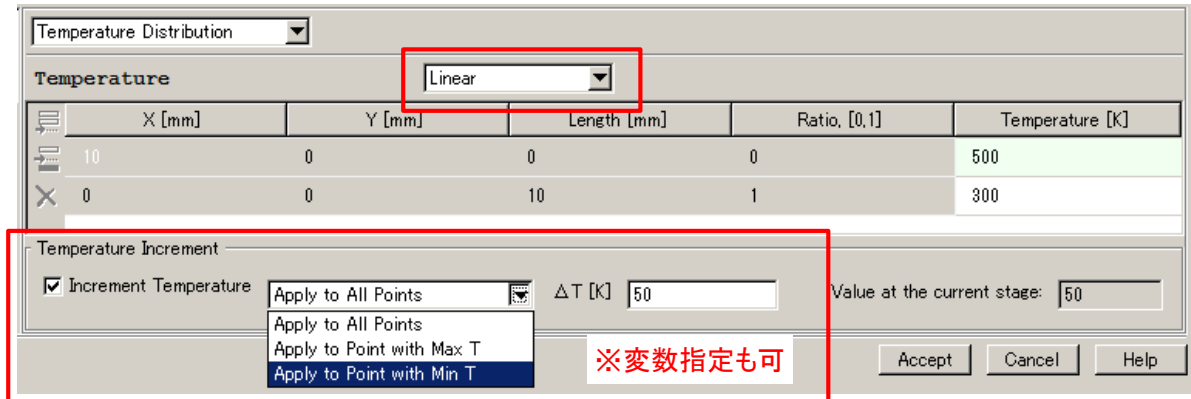 Temperature Distribution
Temperature Linear
X [mm] Y [mm] Length [mm] Ratio, [0,1] Temperature [K]
10 0 0 0 500
0 0 10 1 300
Temperature Increment
Increment Temperature Apply to All Points ΔT [K] 50 Value at the current stage: 50
Apply to All Points
Apply to Point with Max T
Apply to Point with Min T
※変数指定も可
Accept Cancel Help